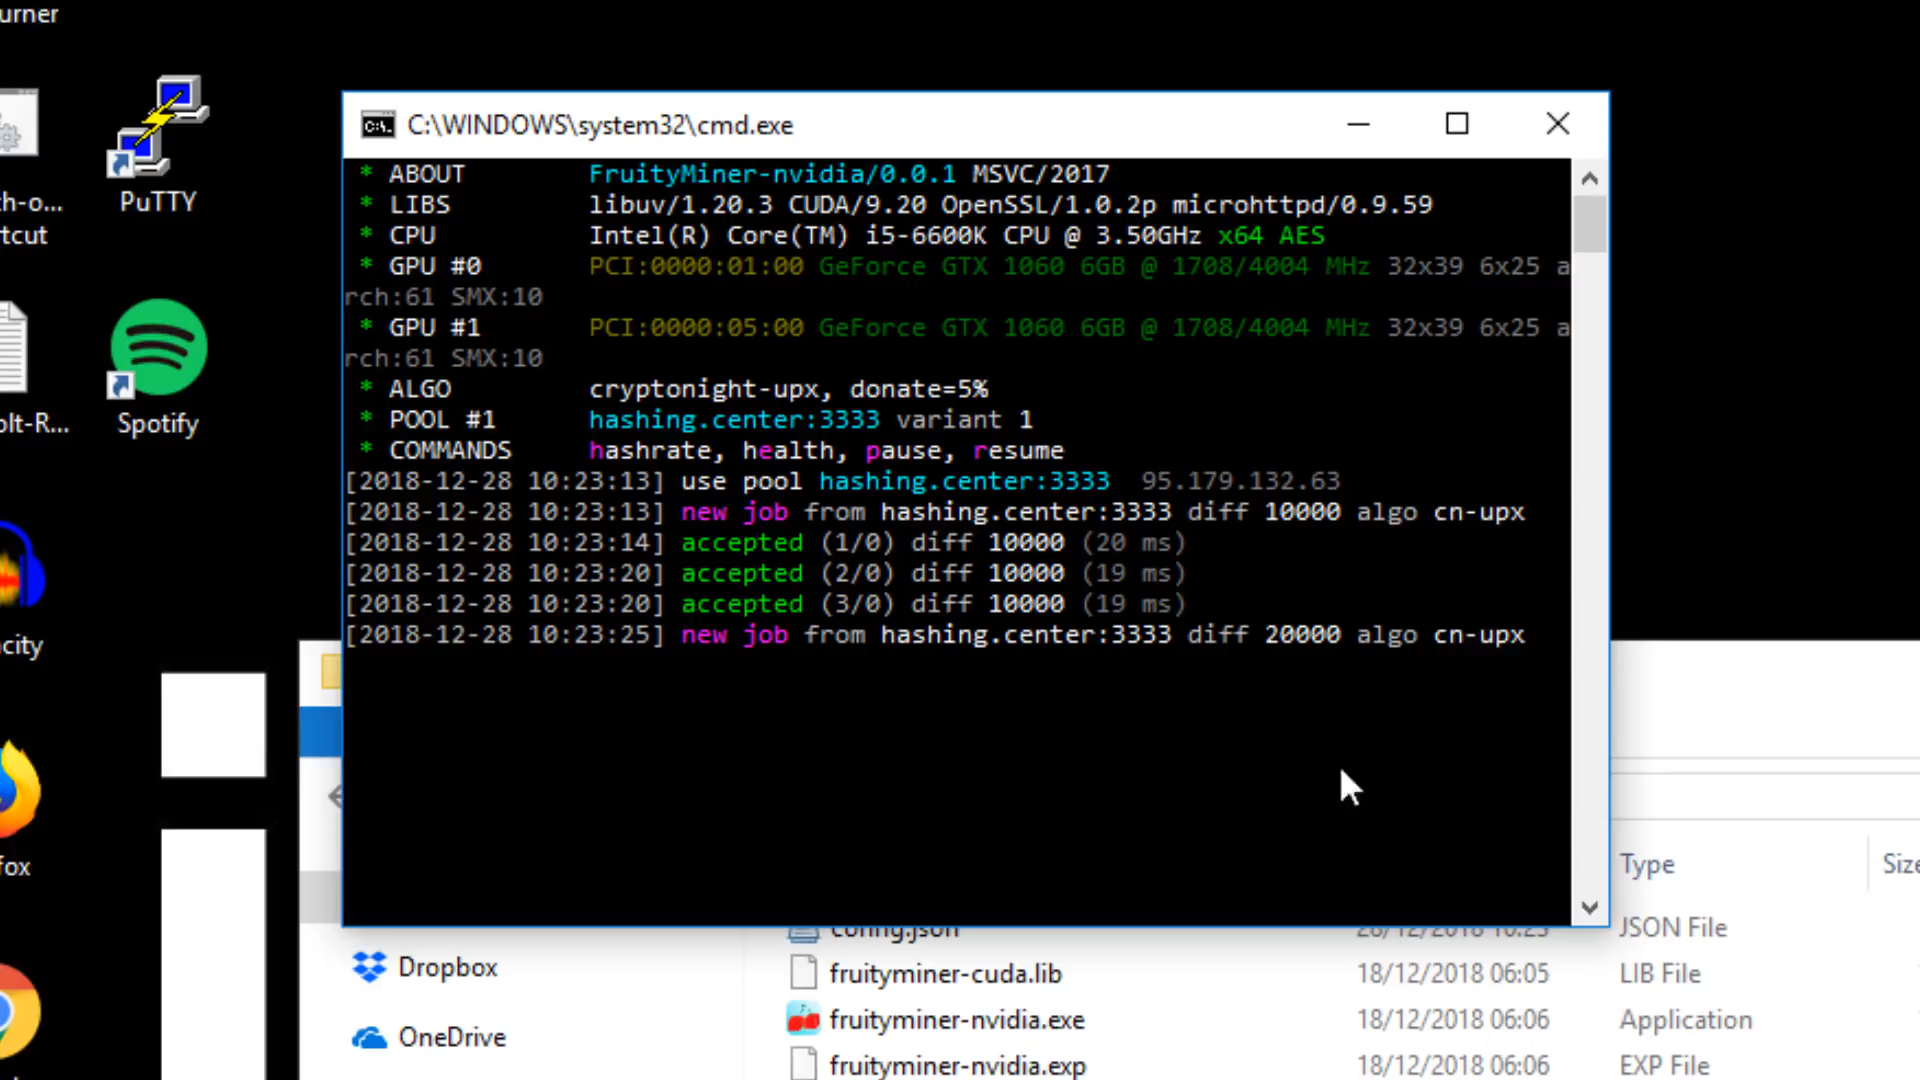 urner
th-o...
tcut
PuTTY
olt-R...
Spotify
city
fox
C:\WINDOWS\system32\cmd.exe
* ABOUT FruityMiner-nvidia/0.0.1 MSVC/2017
* LIBS libuv/1.20.3 CUDA/9.20 OpenSSL/1.0.2p microhttpd/0.9.59
* CPU Intel(R) Core(TM) i5-6600K CPU @ 3.50GHz x64 AES
* GPU #0 PCI:0000:01:00 GeForce GTX 1060 6GB @ 1708/4004 MHz 32x39 6x25 a
rch:61 SMX:10
* GPU #1 PCI:0000:05:00 GeForce GTX 1060 6GB @ 1708/4004 MHz 32x39 6x25 a
rch:61 SMX:10
* ALGO cryptonight-upx, donate=5%
* POOL #1 hashing.center:3333 variant 1
* COMMANDS hashrate, health, pause, resume
[2018-12-28 10:23:13] use pool hashing.center:3333 95.179.132.63
[2018-12-28 10:23:13] new job from hashing.center:3333 diff 10000 algo cn-upx
[2018-12-28 10:23:14] accepted (1/0) diff 10000 (20 ms)
[2018-12-28 10:23:20] accepted (2/0) diff 10000 (19 ms)
[2018-12-28 10:23:20] accepted (3/0) diff 10000 (19 ms)
[2018-12-28 10:23:25] new job from hashing.center:3333 diff 20000 algo cn-upx
Type Size
config.json JSON File
Dropbox
OneDrive
fruityminer-cuda.lib 18/12/2018 06:05 LIB File
fruityminer-nvidia.exe 18/12/2018 06:06 Application
fruityminer-nvidia.exp 18/12/2018 06:06 EXP File